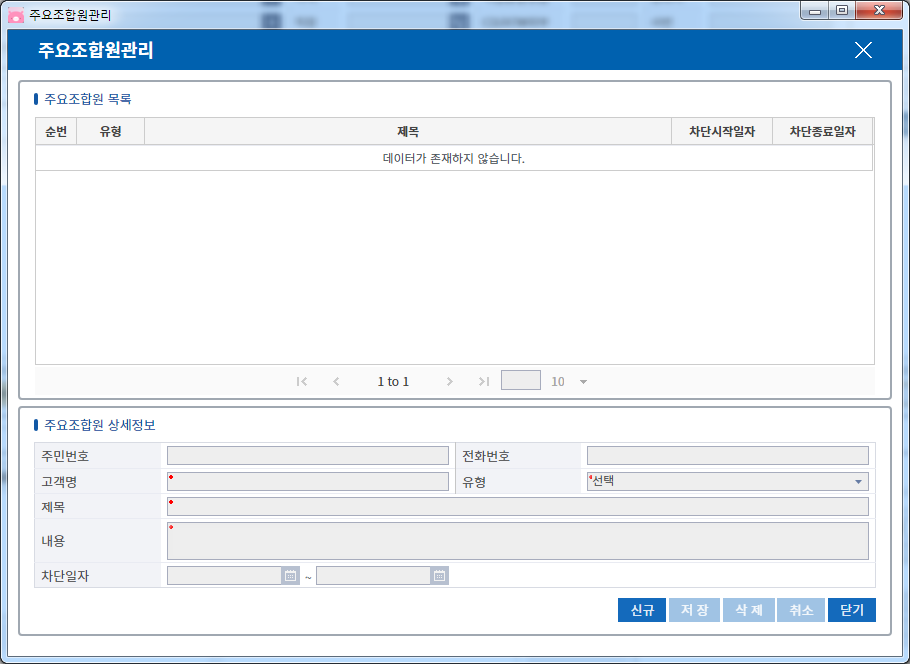 주요조합원관리
주요조합원관리
주요조합원 목록
순번 유형 제목 차단시작일자 차단종료일자
데이터가 존재하지 않습니다.
1 to 1 10
주요조합원 상세정보
주민번호 전화번호
고객명 유형 *선택
제목
내용
차단일자 ~
신규 저장 삭제 취소 닫기